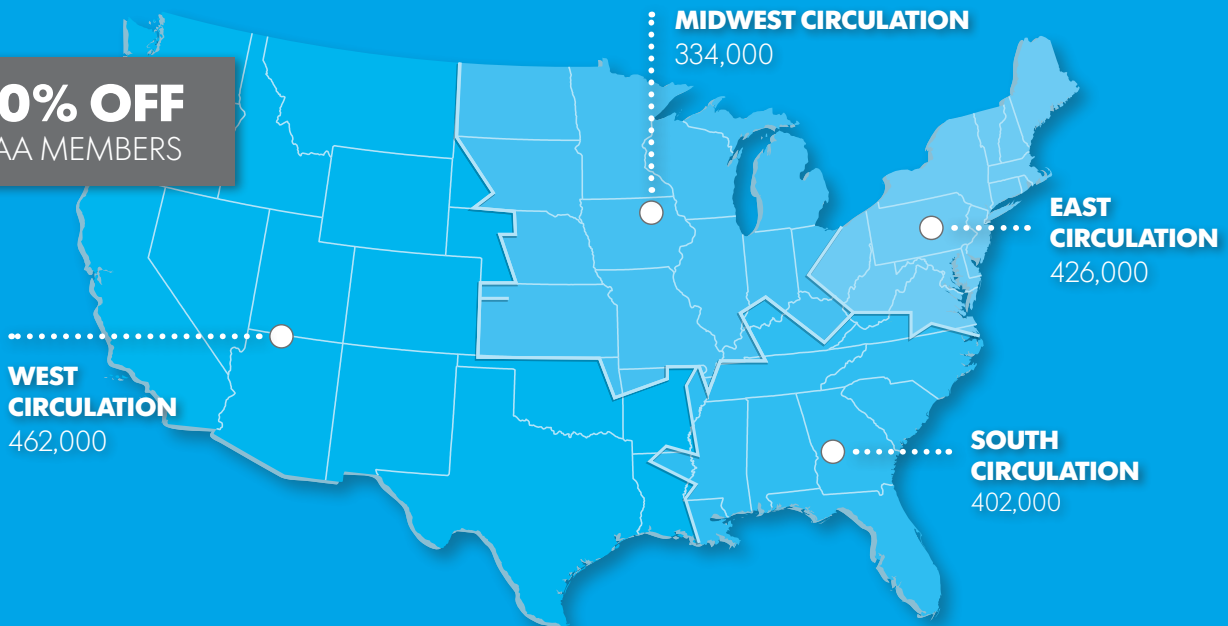 MIDWEST CIRCULATION
334,000
0% OFF
AA MEMBERS
EAST
CIRCULATION
426,000
WEST
CIRCULATION
462,000
SOUTH
CIRCULATION
402,000